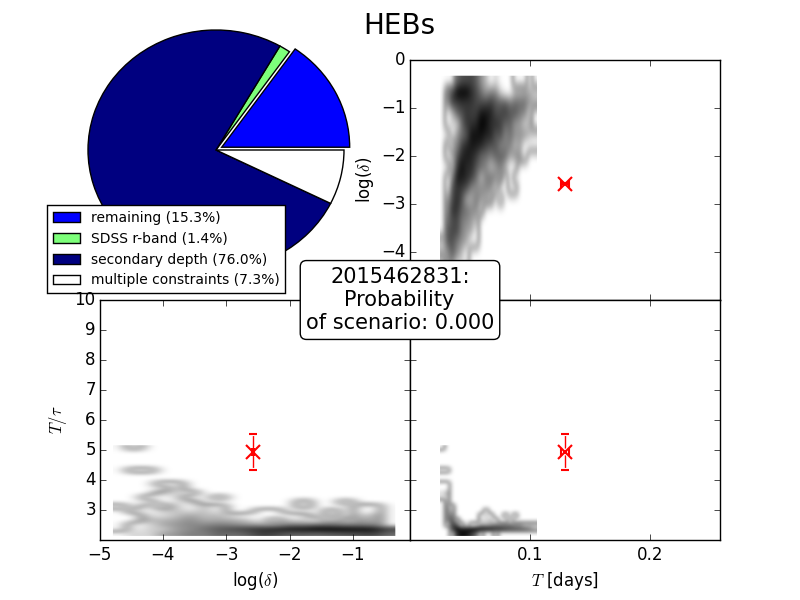 HEBs
remaining (15.3%)
SDSS r-band (1.4%)
secondary depth (76.0%)
multiple constraints (7.3%)
0
−1
−2
−3
−4
log(δ)
2015462831:
Probability
of scenario: 0.000
10
9
8
7
6
5
4
3
T/τ
−5 −4 −3 −2 −1
log(δ)
0.1 0.2
T [days]